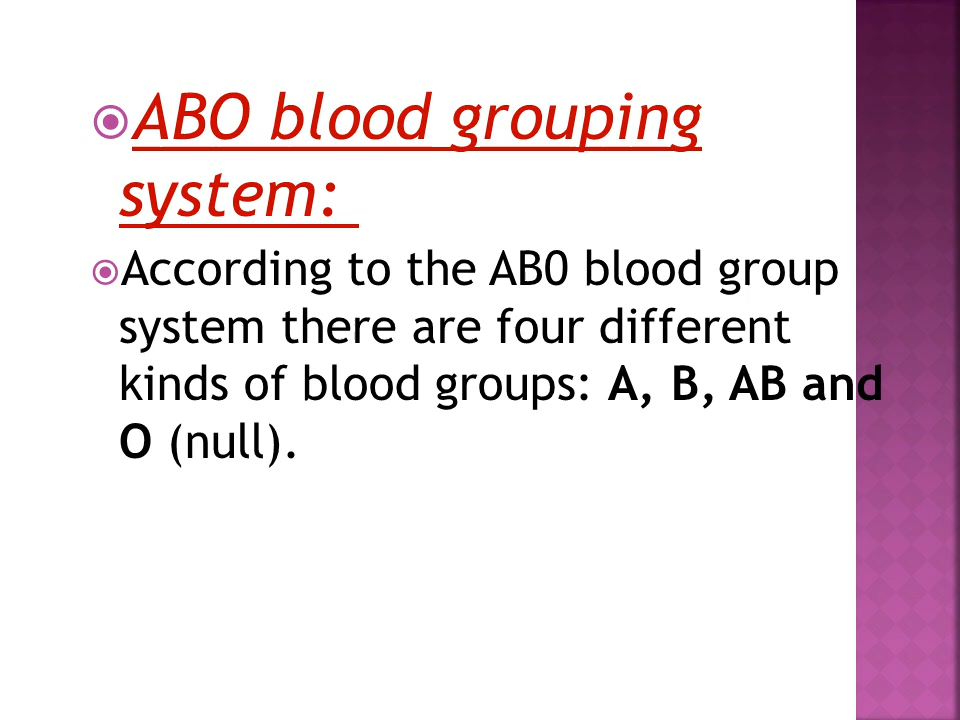 ABO blood grouping
system:
According to the AB0 blood group
system there are four different
kinds of blood groups: A, B, AB and
O (null).